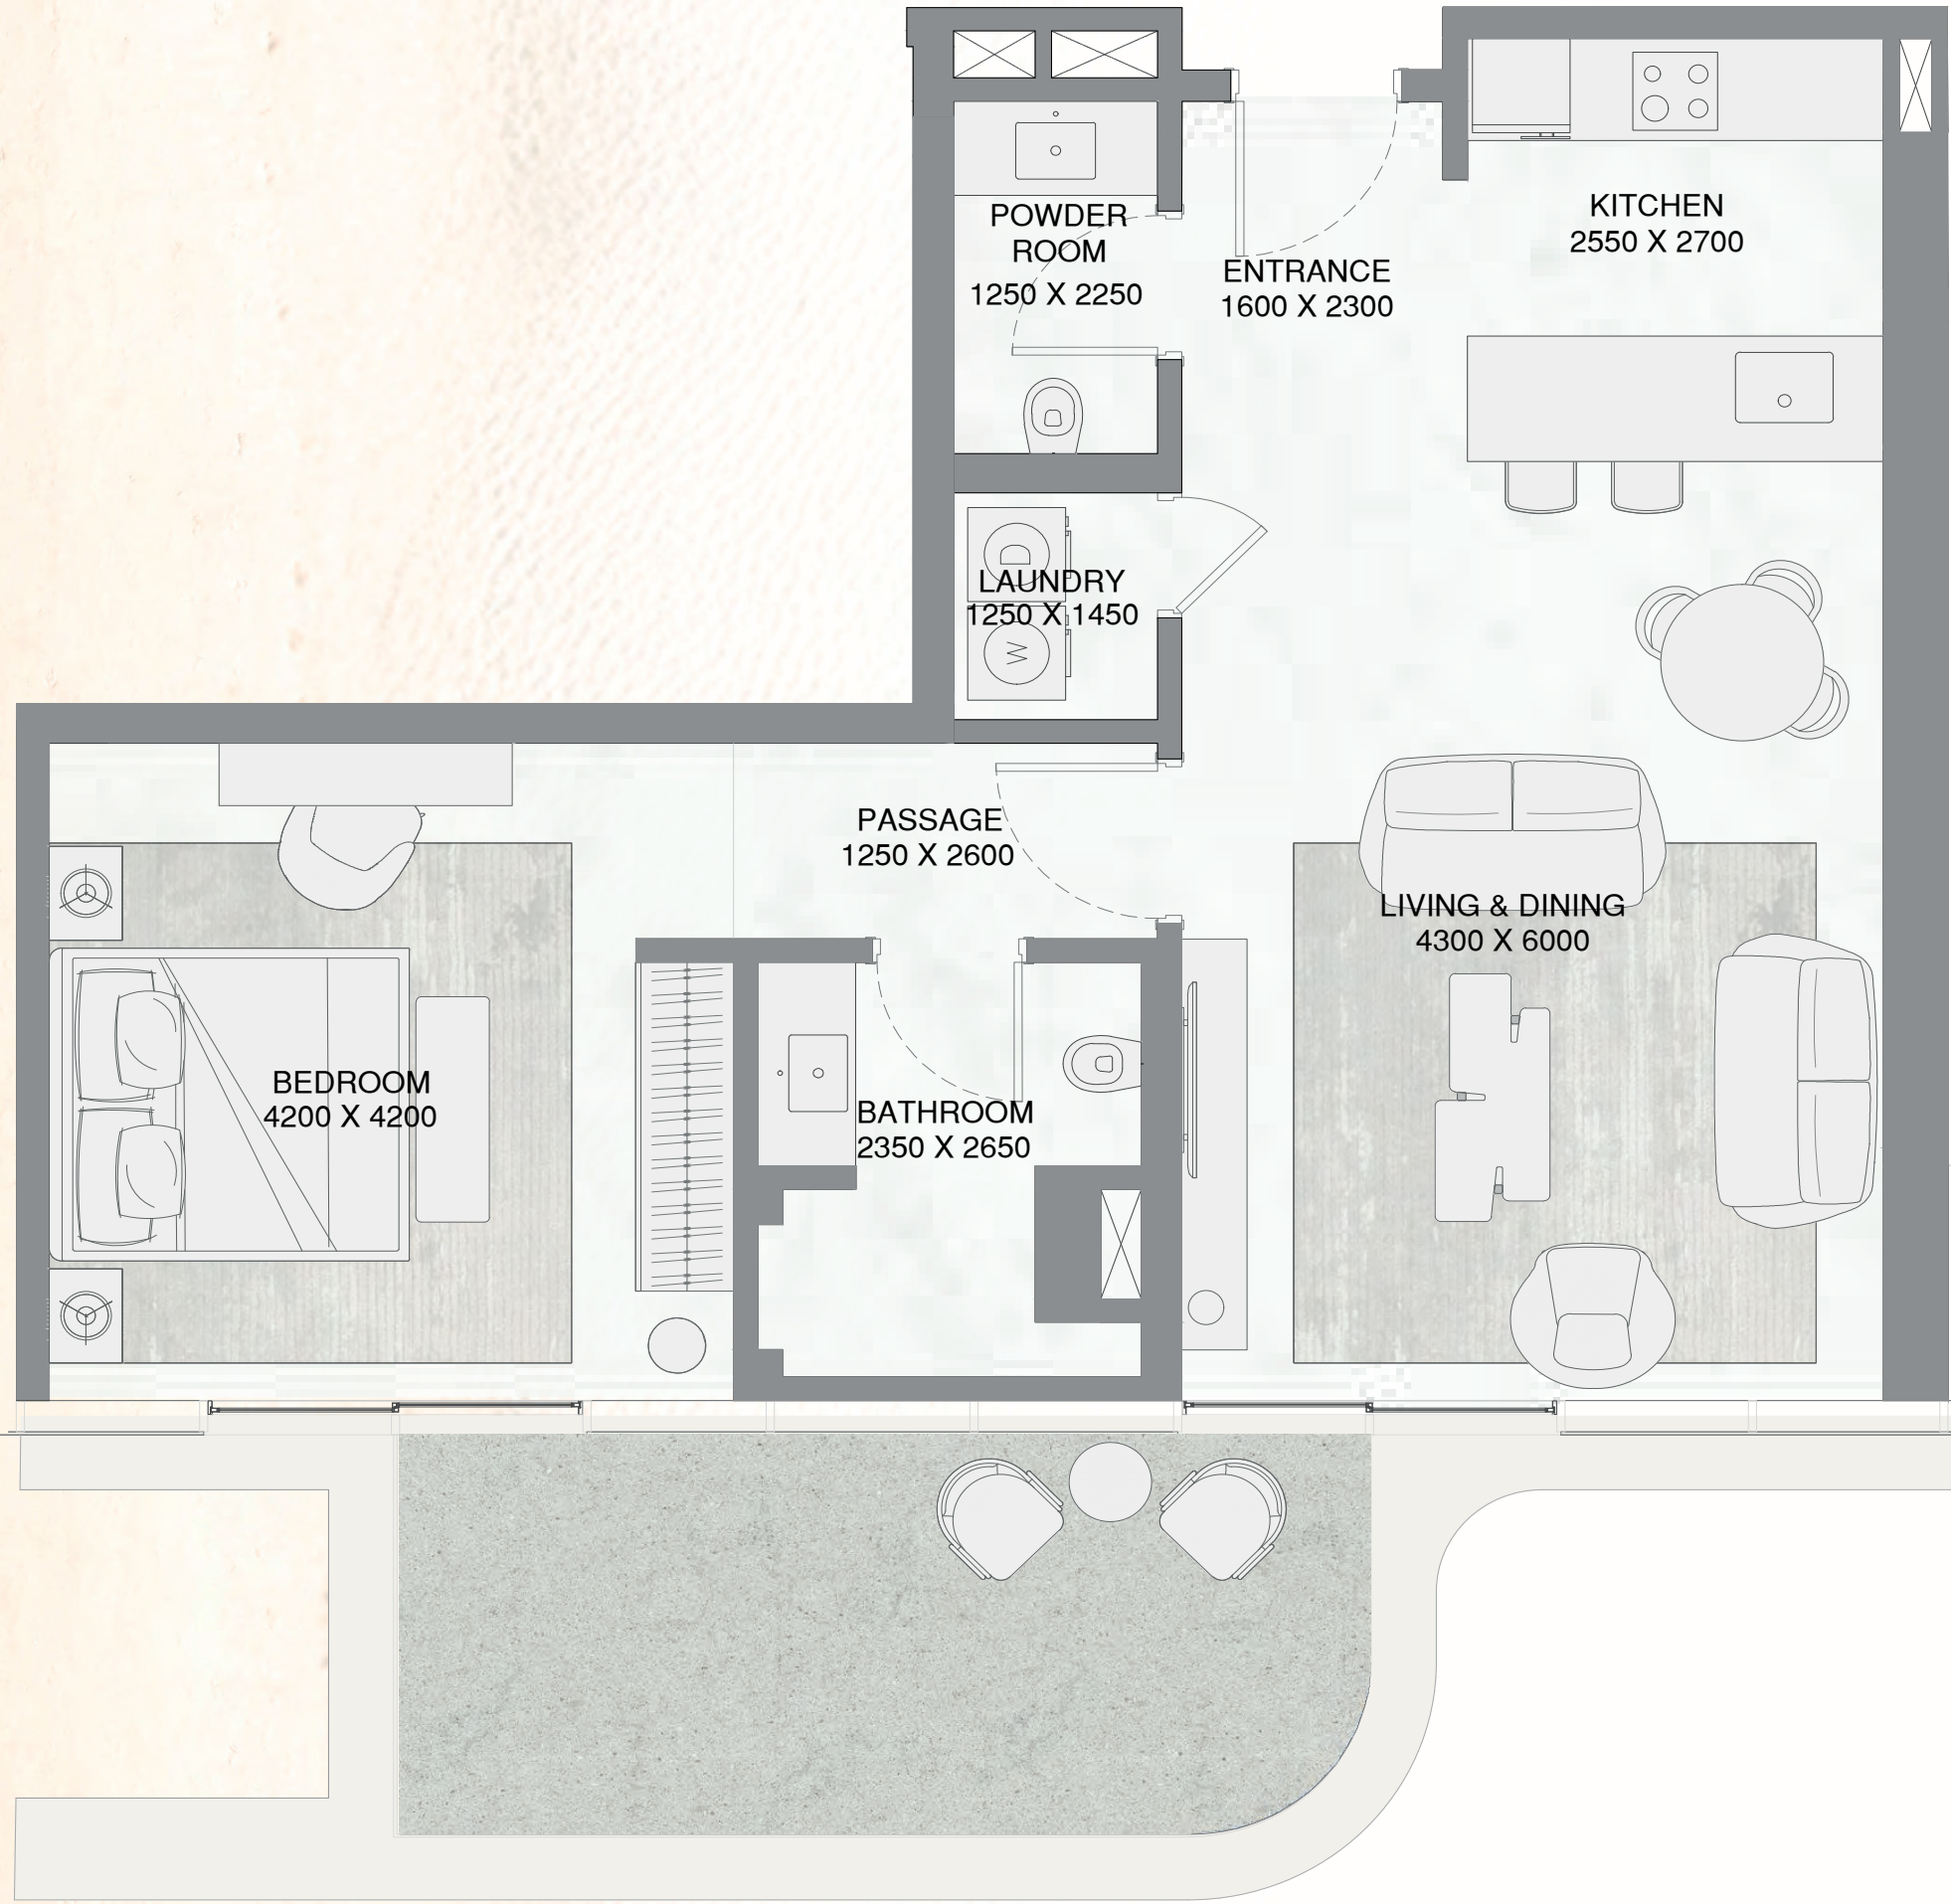 POWDER
ROOM
1250 X 2250
ENTRANCE
1600 X 2300
KITCHEN
2550 X 2700
D
LAUNDRY
1250 X 1450
W
PASSAGE
1250 X 2600
LIVING & DINING
4300 X 6000
BEDROOM
4200 X 4200
BATHROOM
2350 X 2650